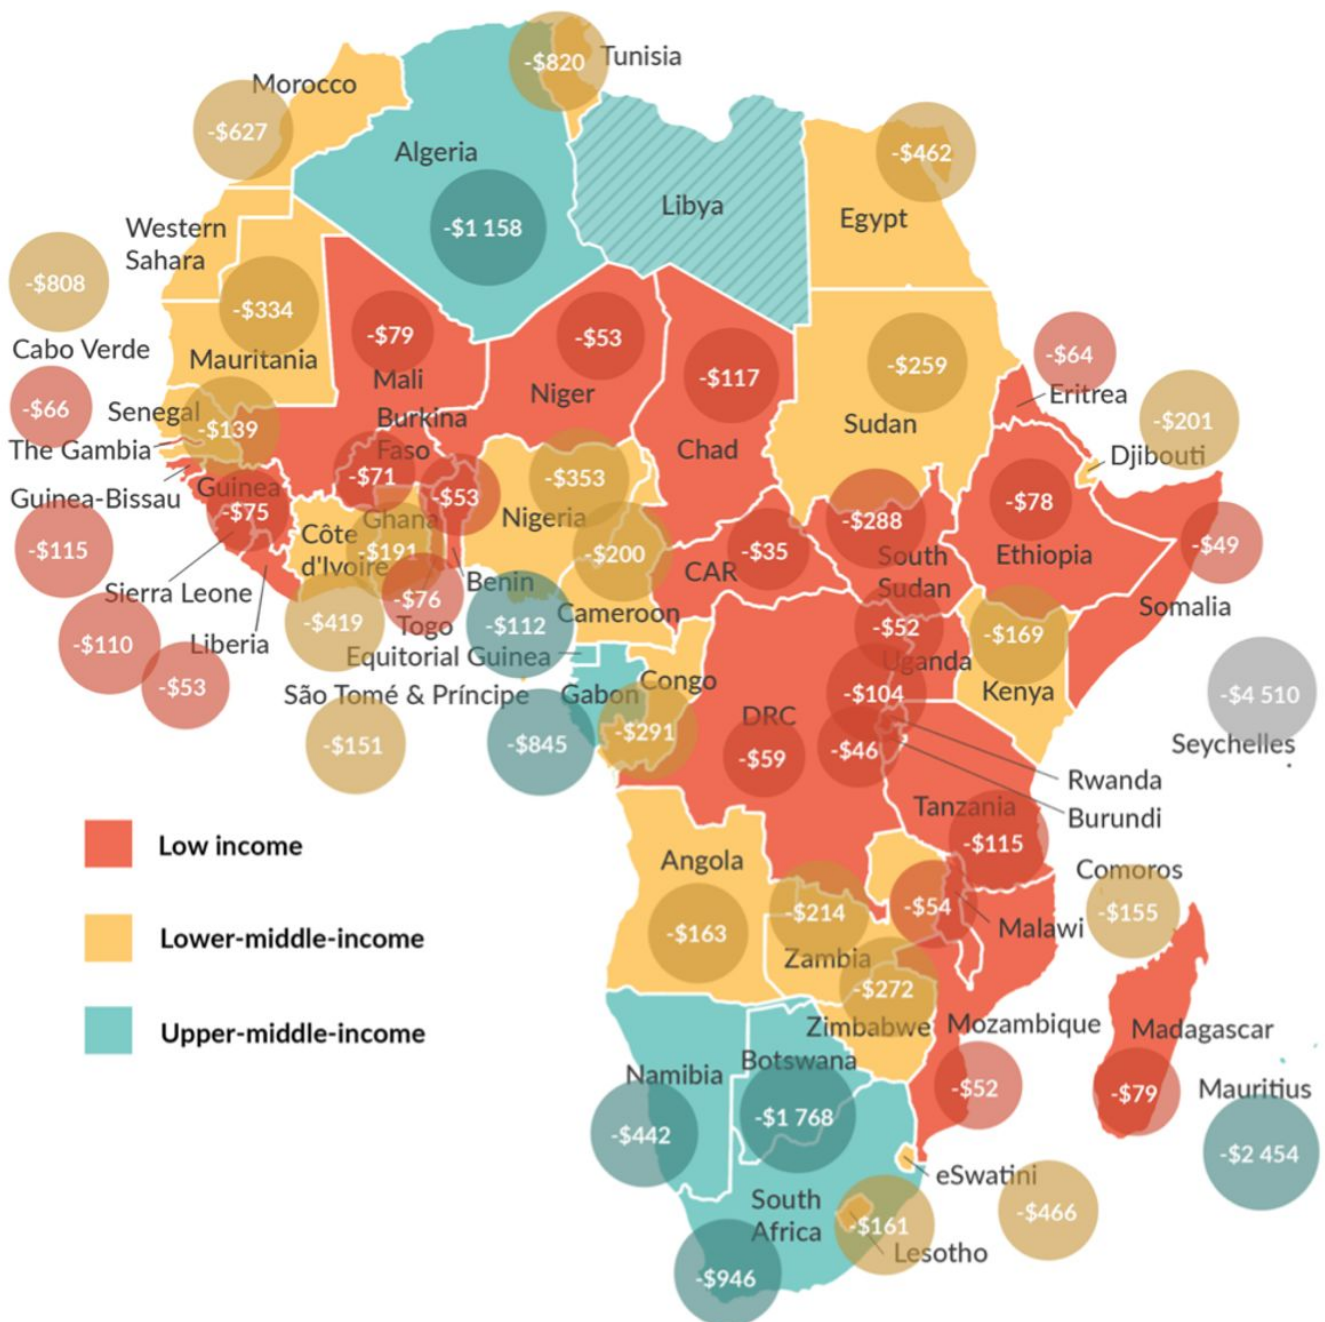 -$820
Tunisia
Morocco
-$627
Algeria
-$462
Libya
Egypt
-$1 158
Western
Sahara
-$808
-$334
Cabo Verde
Mauritania
-$79
Mali
-$53
Niger
-$117
Chad
-$259
Sudan
-$64
Eritrea
-$66
Senegal
-$139
The Gambia
Burkina
Faso
-$201
Djibouti
Guinea-Bissau
Guinea
-$75
-$71
-$53
-$353
Nigeria
-$78
Ethiopia
-$115
Côte
d'Ivoire
Ghana
-$191
-$200
Cameroon
-$35
CAR
-$288
South
Sudan
-$49
Somalia
Sierra Leone
Benin
-$76
Togo
-$419
-$112
-$110
Liberia
-$53
Equitorial Guinea
São Tomé & Príncipe
-$151
Gabon
-$845
Congo
-$291
DRC
-$59
-$52
Uganda
-$104
-$46
-$169
Kenya
-$4 510
Seychelles
Rwanda
Burundi
Tanzania
-$115
Low income
Lower-middle-income
Upper-middle-income
Angola
-$163
-$214
Zambia
-$54
Malawi
Comoros
-$155
-$272
Zimbabwe
Mozambique
-$52
Madagascar
-$79
Mauritius
-$2 454
Namibia
-$442
Botswana
-$1 768
eSwatini
-$466
South
Africa
-$161
Lesotho
-$946